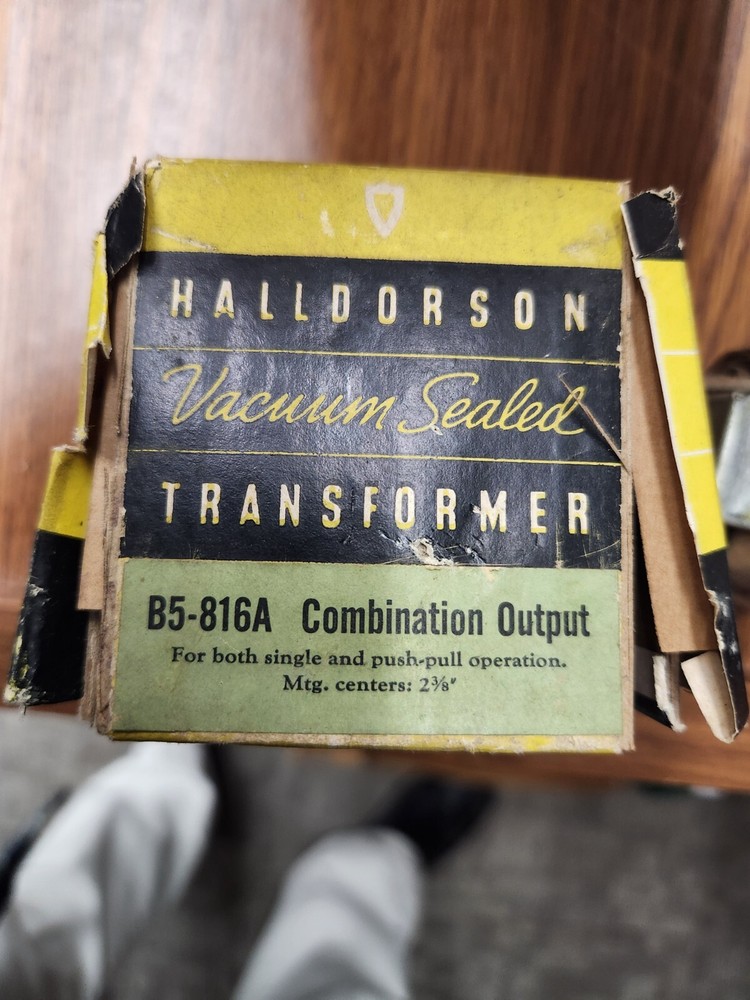 HALLDORSON
Vacuum Sealed
TRANSFORMER
B5-816A Combination Output
For both single and push-pull operation.
Mtg. centers: 2⅜"